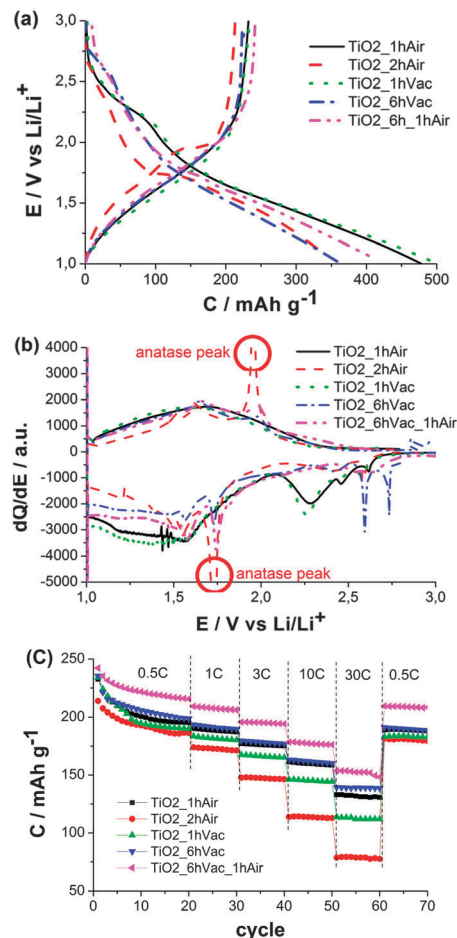 (a)
3,0
2,5
2,0
1,5
1,0
E / V vs Li/Li+
TiO2_1hAir
TiO2_2hAir
TiO2_1hVac
TiO2_6hVac
TiO2_6h_1hAir
0 100 200 300 400 500
C / mAh g-1
(b)
4000
3000
2000
1000
0
-1000
-2000
-3000
-4000
-5000
dQ/dE / a.u.
anatase peak
TiO2_1hAir
TiO2_2hAir
TiO2_1hVac
TiO2_6hVac
TiO2_6hVac_1hAir
anatase peak
1,0 1,5 2,0 2,5 3,0
E / V vs Li/Li+
(C)
250
200
150
100
50
C / mAh g-1
0.5C 1C 3C 10C 30C 0.5C
TiO2_1hAir
TiO2_2hAir
TiO2_1hVac
TiO2_6hVac
TiO2_6hVac_1hAir
0 10 20 30 40 50 60 70
cycle